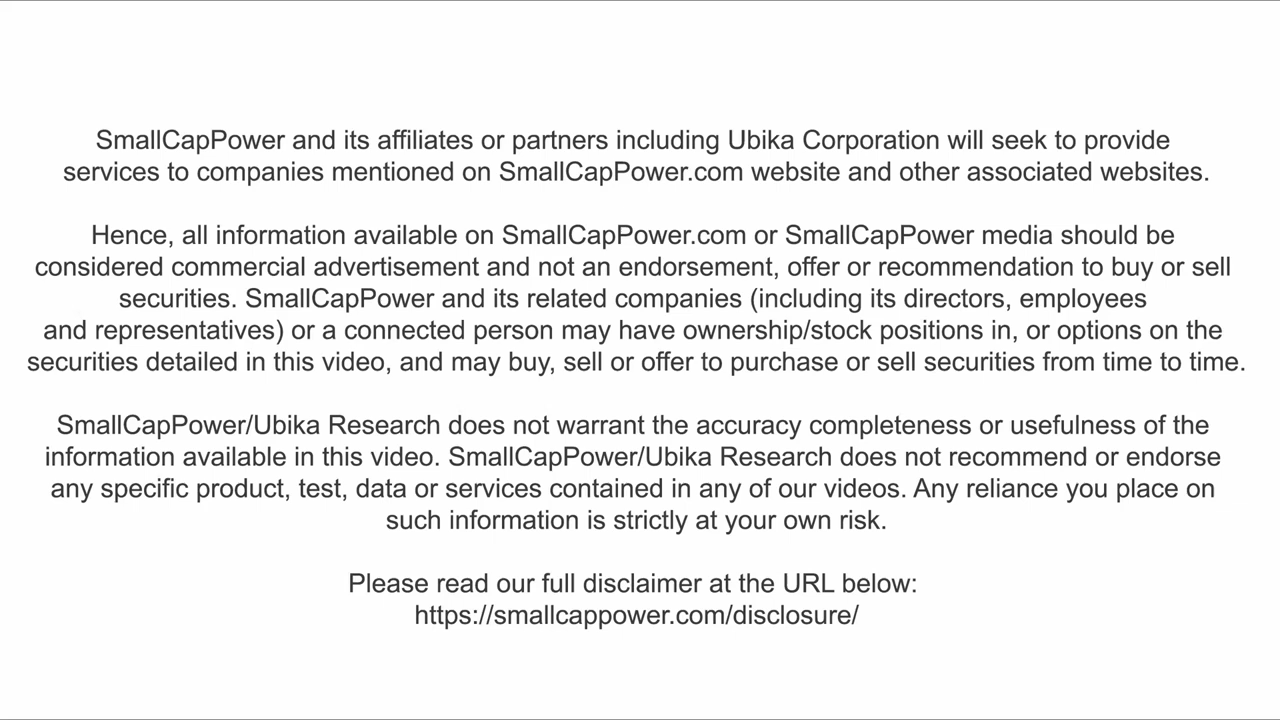 SmallCapPower and its affiliates or partners including Ubika Corporation will seek to provide
services to companies mentioned on SmallCapPower.com website and other associated websites.
Hence, all information available on SmallCapPower.com or SmallCapPower media should be
considered commercial advertisement and not an endorsement, offer or recommendation to buy or sell
securities. SmallCapPower and its related companies (including its directors, employees
and representatives) or a connected person may have ownership/stock positions in, or options on the
securities detailed in this video, and may buy, sell or offer to purchase or sell securities from time to time.
SmallCapPower/Ubika Research does not warrant the accuracy completeness or usefulness of the
information available in this video. SmallCapPower/Ubika Research does not recommend or endorse
any specific product, test, data or services contained in any of our videos. Any reliance you place on
such information is strictly at your own risk.
Please read our full disclaimer at the URL below:
https://smallcappower.com/disclosure/